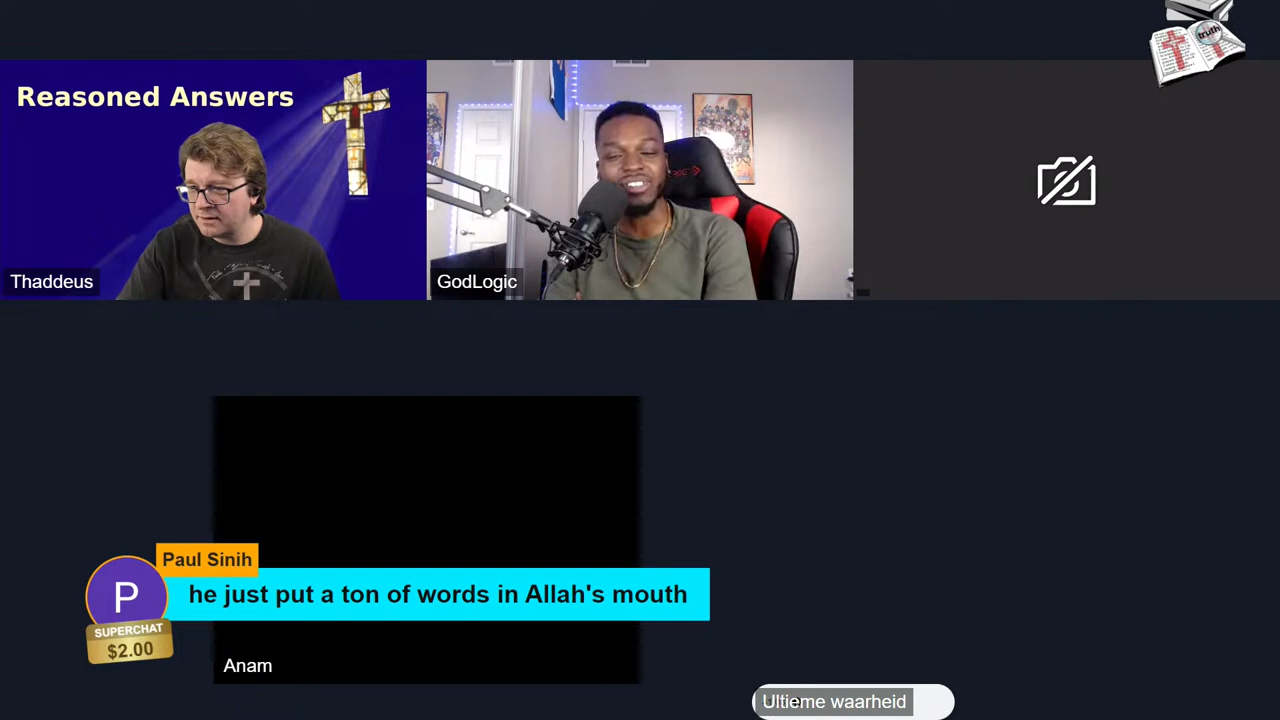 truth
Reasoned Answers
Thaddeus
GodLogic
Paul Sinih
P
he just put a ton of words in Allah's mouth
SUPERCHAT
$2.00
Anam
Ultieme waarheid